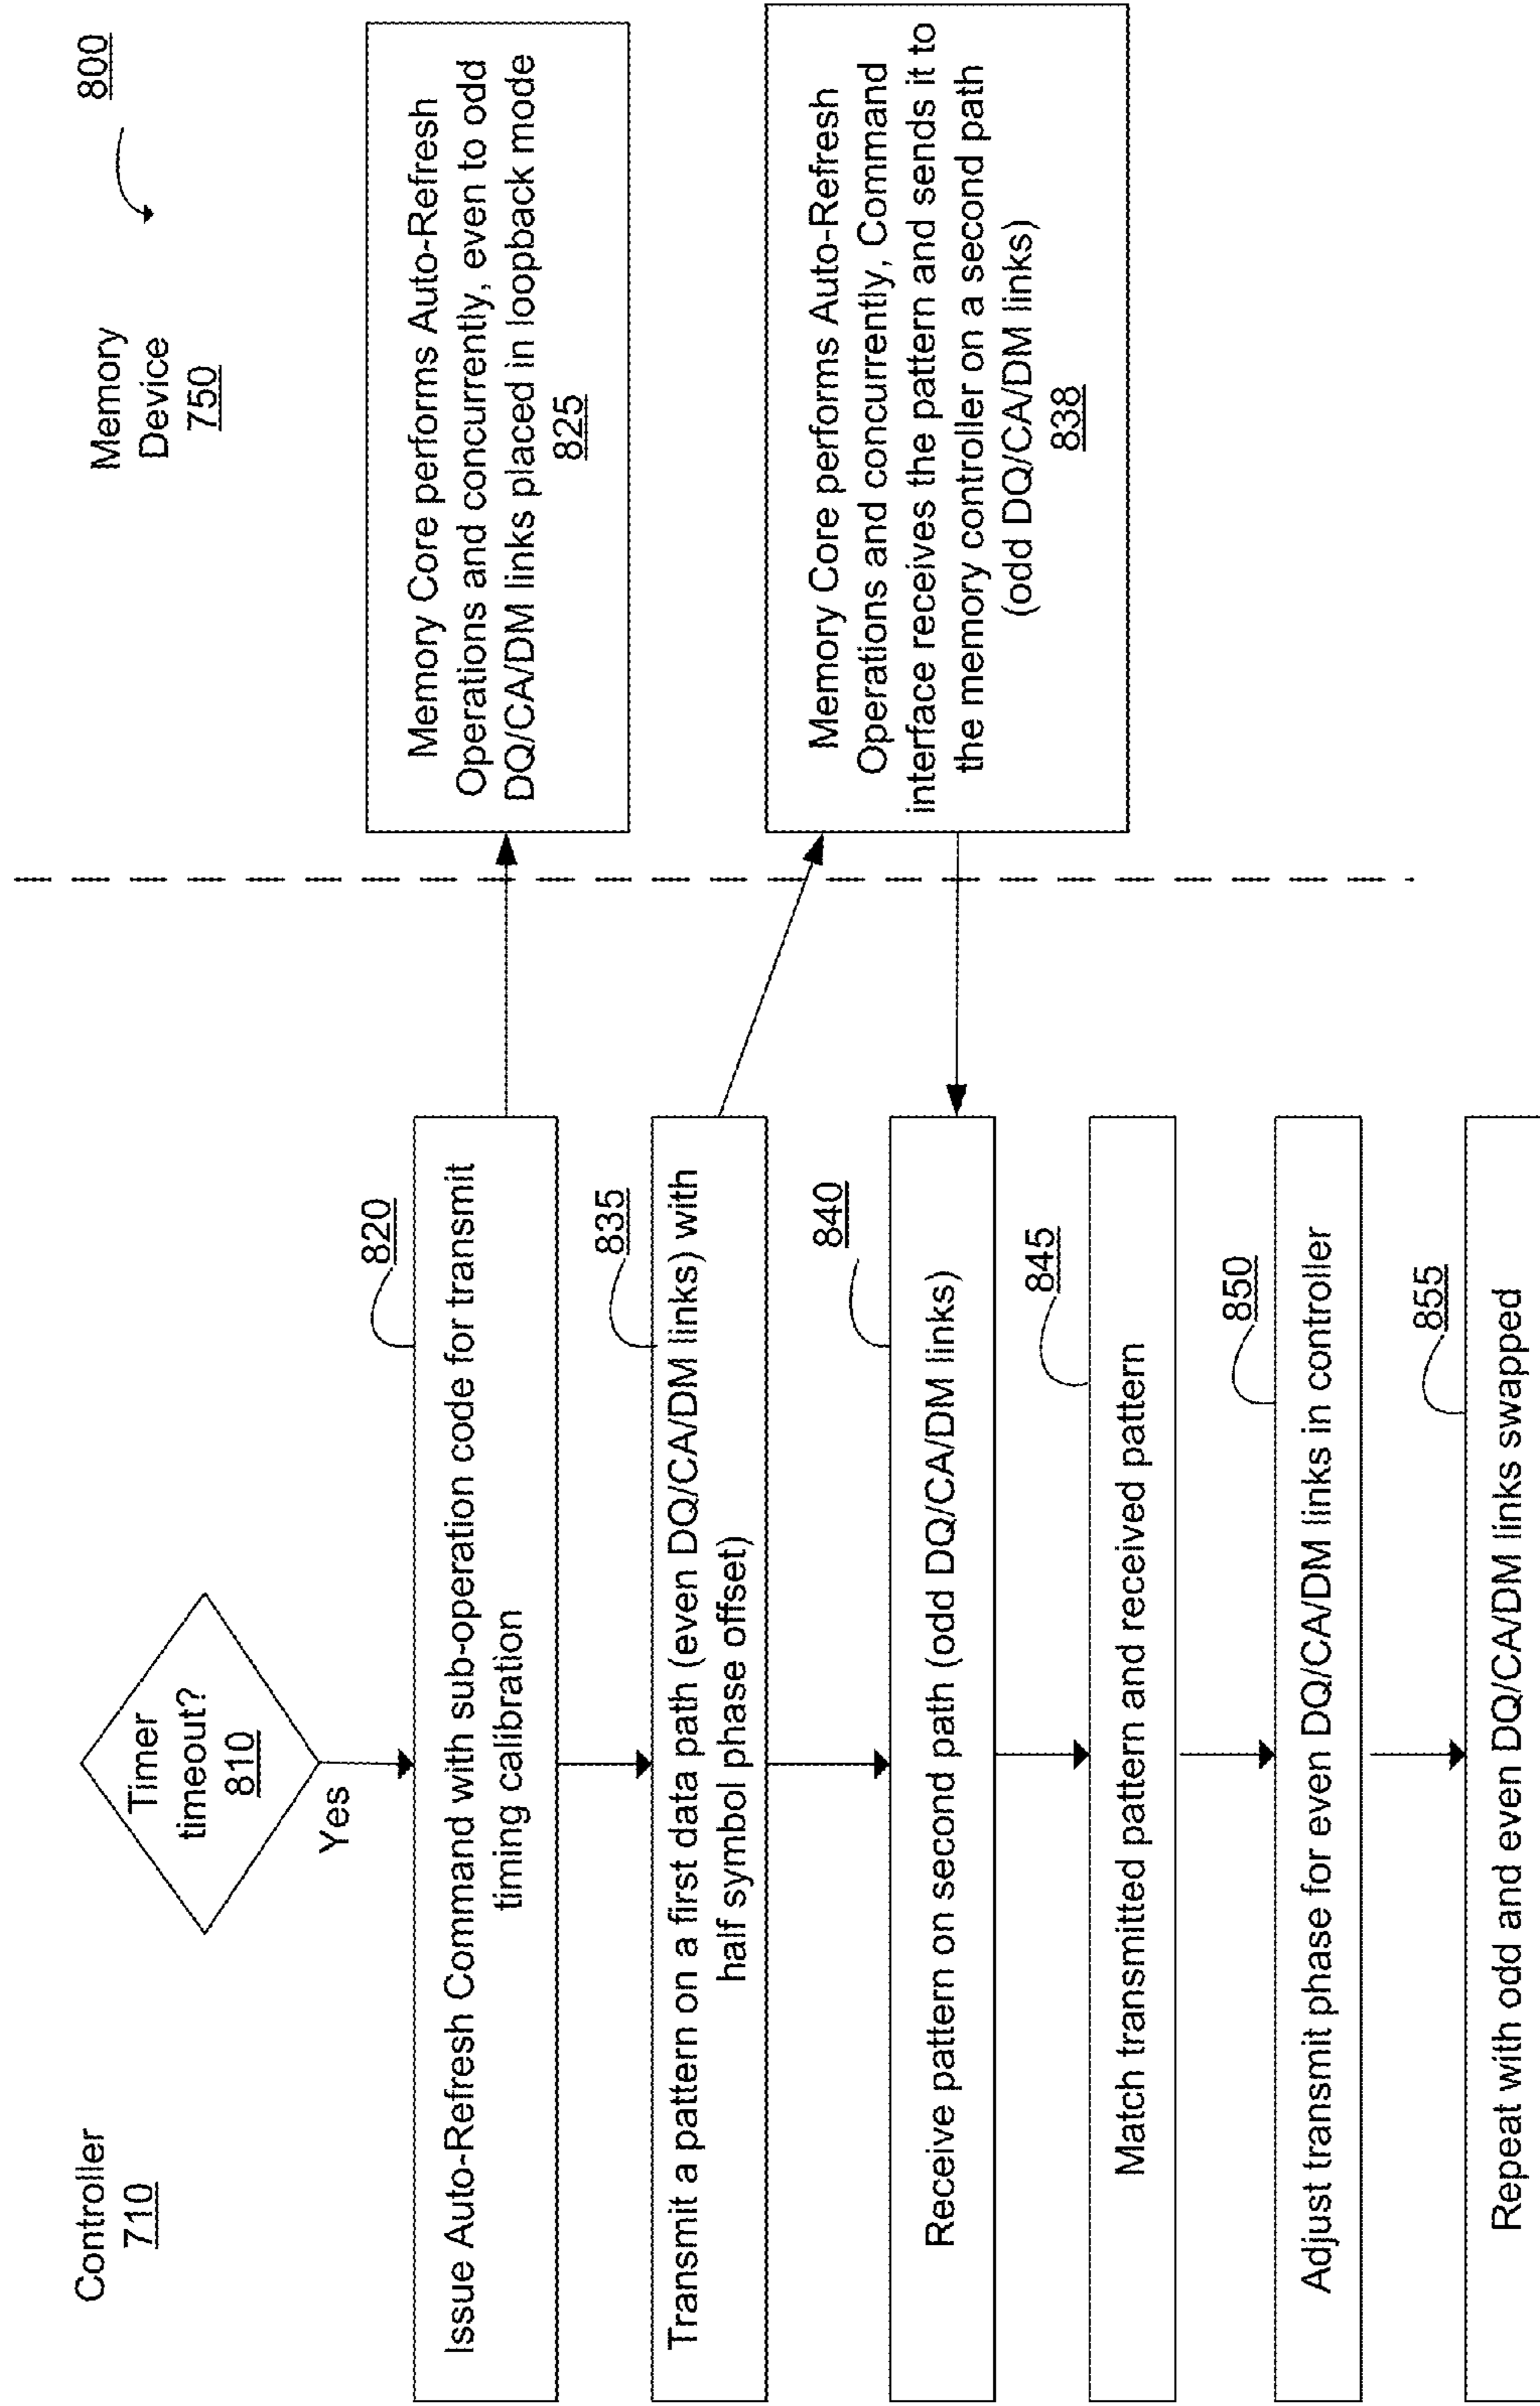 800
Controller
710
Memory
Device
750
Timer
timeout?
810
Yes
820
Issue Auto-Refresh Command with sub-operation code for transmit
timing calibration
Memory Core performs Auto-Refresh
Operations and concurrently, even to odd
DQ/CA/DM links placed in loopback mode
825
835
Transmit a pattern on a first data path (even DQ/CA/DM links) with
half symbol phase offset)
Memory Core performs Auto-Refresh
Operations and concurrently, Command
interface receives the pattern and sends it to
the memory controller on a second path
(odd DQ/CA/DM links)
838
840
Receive pattern on second path (odd DQ/CA/DM links)
845
Match transmitted pattern and received pattern
850
Adjust transmit phase for even DQ/CA/DM links in controller
855
Repeat with odd and even DQ/CA/DM links swapped